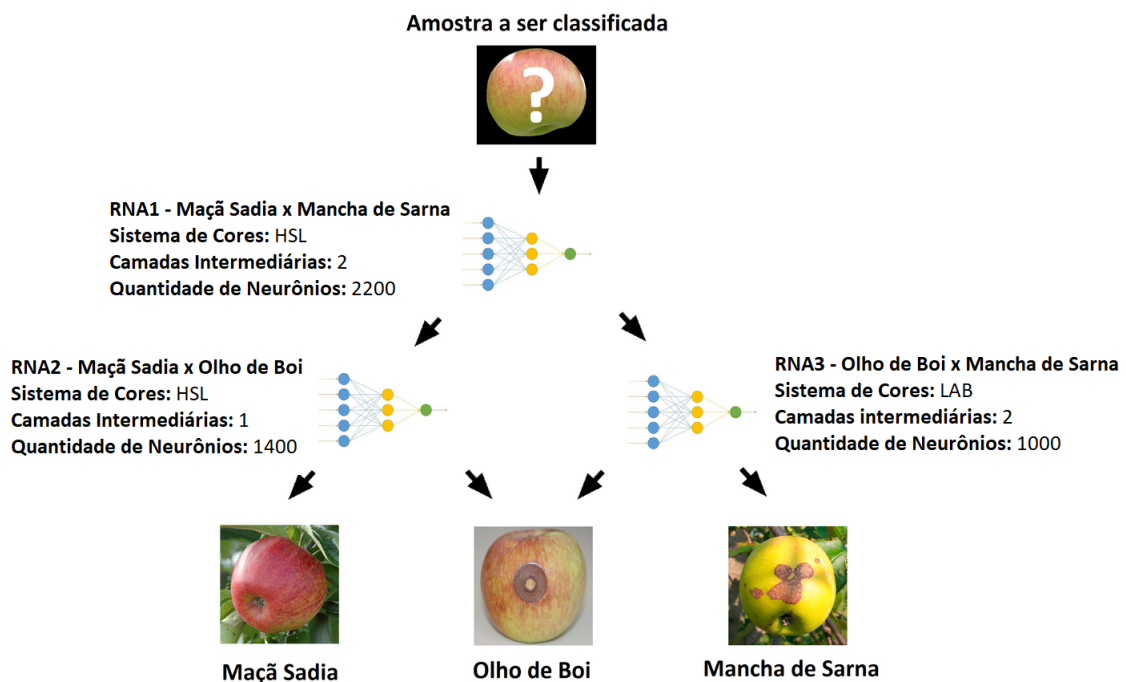 Amostra a ser classificada
?
RNA1 - Maçã Sadia x Mancha de Sarna
Sistema de Cores: HSL
Camadas Intermediárias: 2
Quantidade de Neurônios: 2200
RNA2 - Maçã Sadia x Olho de Boi
Sistema de Cores: HSL
Camadas Intermediárias: 1
Quantidade de Neurônios: 1400
RNA3 - Olho de Boi x Mancha de Sarna
Sistema de Cores: LAB
Camadas intermediárias: 2
Quantidade de Neurônios: 1000
Maçã Sadia
Olho de Boi
Mancha de Sarna